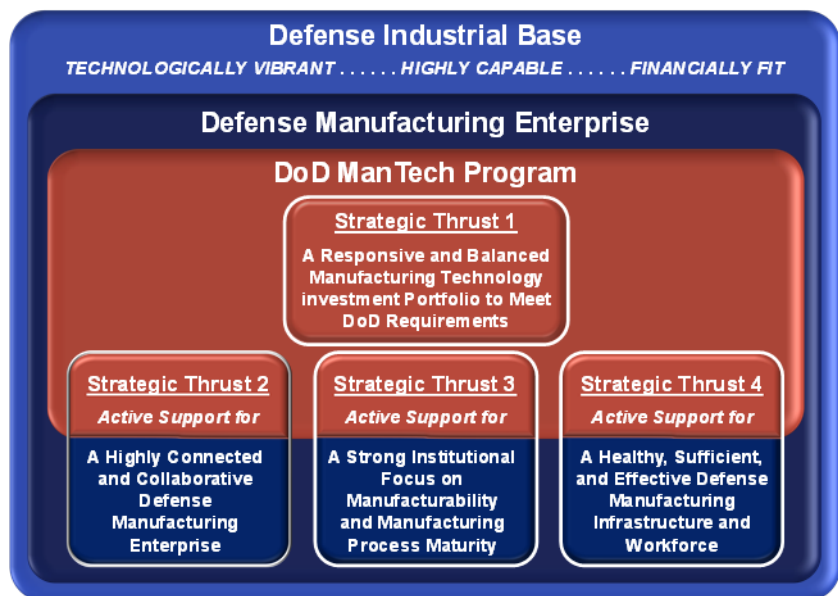 Defense Industrial Base
TECHNOLOGICALLY VIBRANT . . . . . . HIGHLY CAPABLE . . . . . . FINANCIALLY FIT
Defense Manufacturing Enterprise
DoD ManTech Program
Strategic Thrust 1
A Responsive and Balanced
Manufacturing Technology
investment Portfolio to Meet
DoD Requirements
Strategic Thrust 2
Active Support for
A Highly Connected
and Collaborative
Defense
Manufacturing
Enterprise
Strategic Thrust 3
Active Support for
A Strong Institutional
Focus on
Manufacturability
and Manufacturing
Process Maturity
Strategic Thrust 4
Active Support for
A Healthy, Sufficient,
and Effective Defense
Manufacturing
Infrastructure and
Workforce